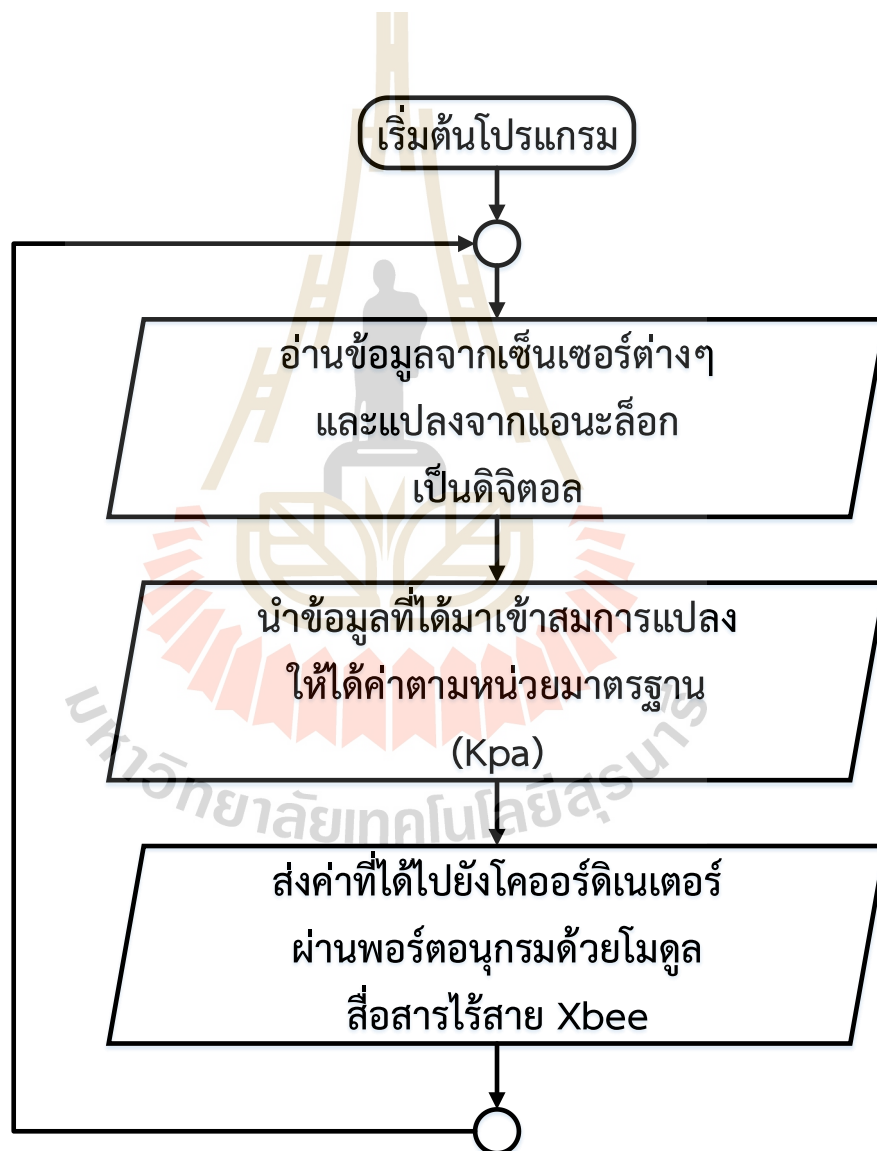 เริ่มต้นโปรแกรม
อ่านข้อมูลจากเซ็นเซอร์ต่างๆ
และแปลงจากแอนะล็อก
เป็นดิจิตอล
นำข้อมูลที่ได้มาเข้าสมการแปลง
ให้ได้ค่าตามหน่วยมาตรฐาน
(Kpa)
ส่งค่าที่ได้ไปยังโคออร์ดิเนเตอร์
ผ่านพอร์ตอนุกรมด้วยโมดูล
สื่อสารไร้สาย Xbee
มหาวิทยาลัยเทคโนโลยีสุรนารี